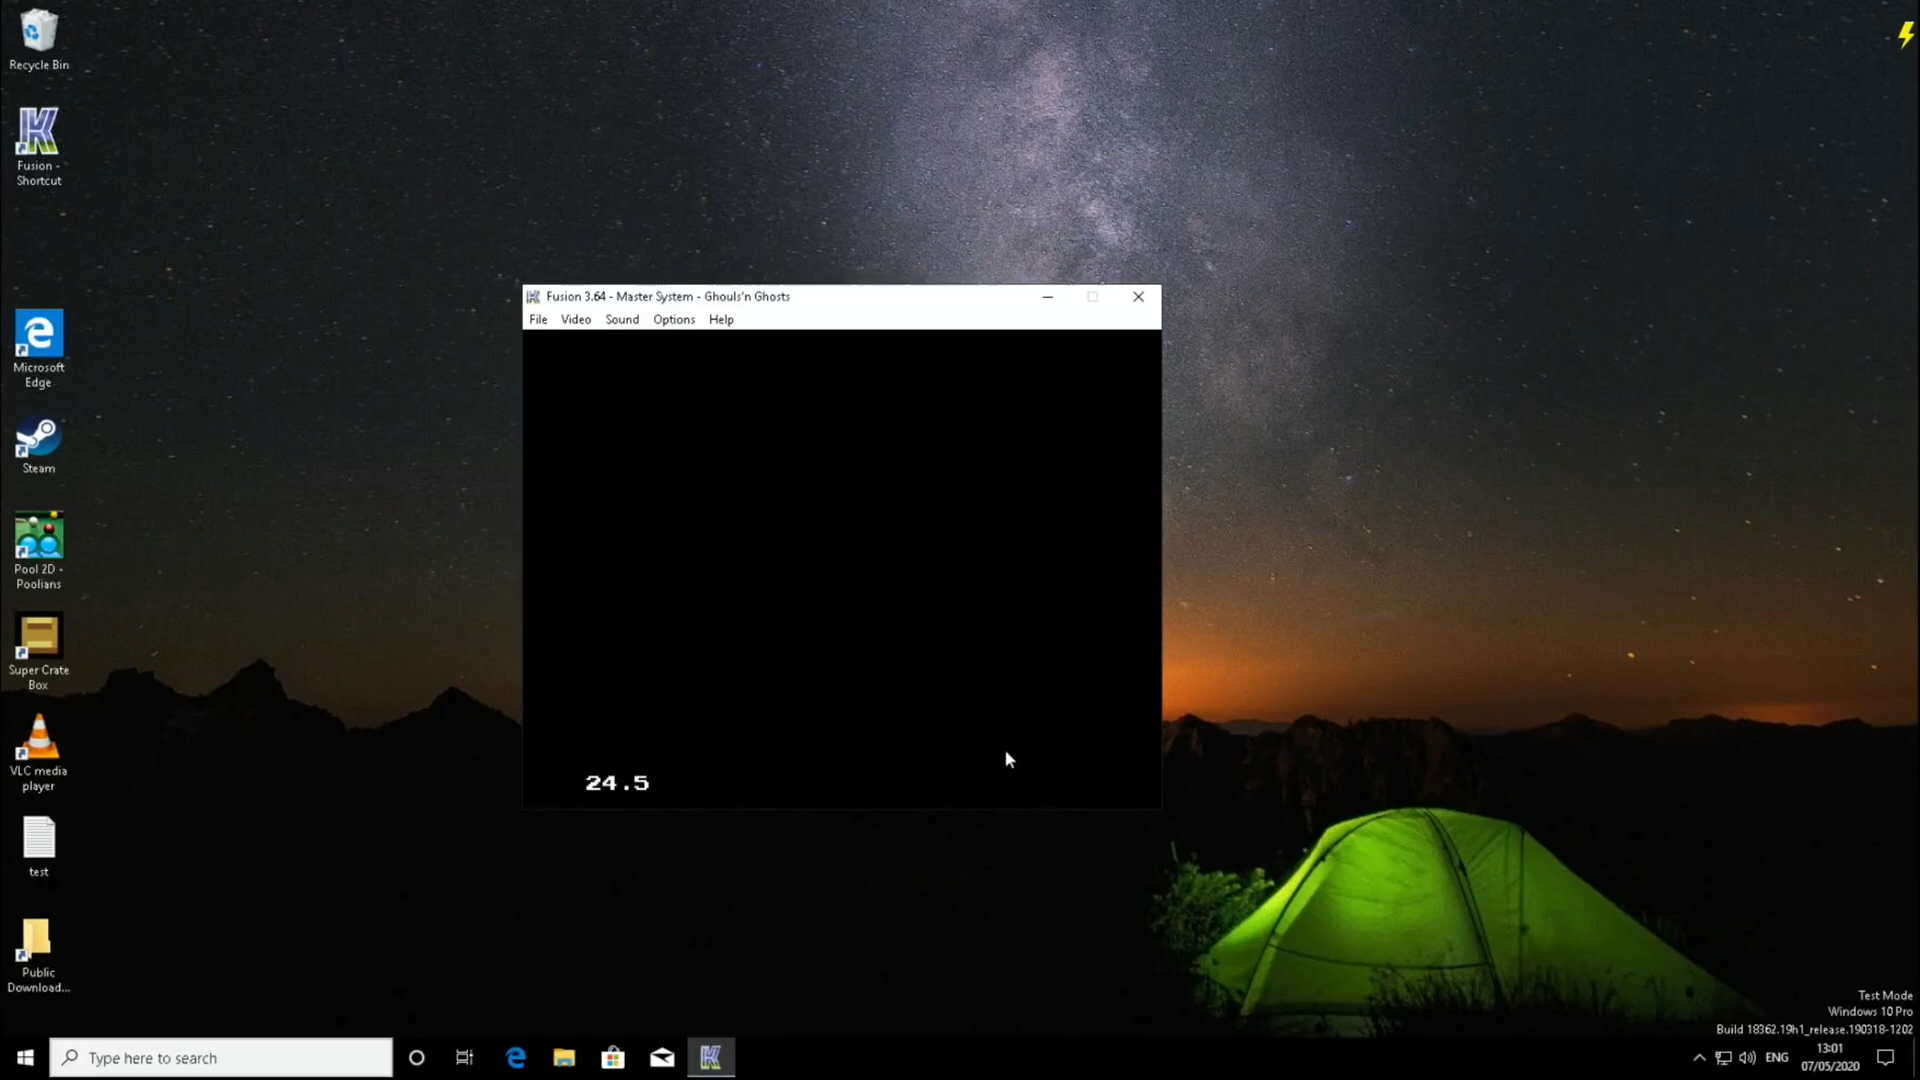 Recycle Bin
Fusion -
Shortcut
Microsoft
Edge
Steam
Pool 2D -
Poolians
Super Crate
Box
VLC media
player
test
Public
Download...
Fusion 3.64 - Master System - Ghouls'n Ghosts
File Video Sound Options Help
24.5
Test Mode
Windows 10 Pro
Build 18362.19h1_release.190318-1202
Type here to search
ENG
13:01
07/05/2020